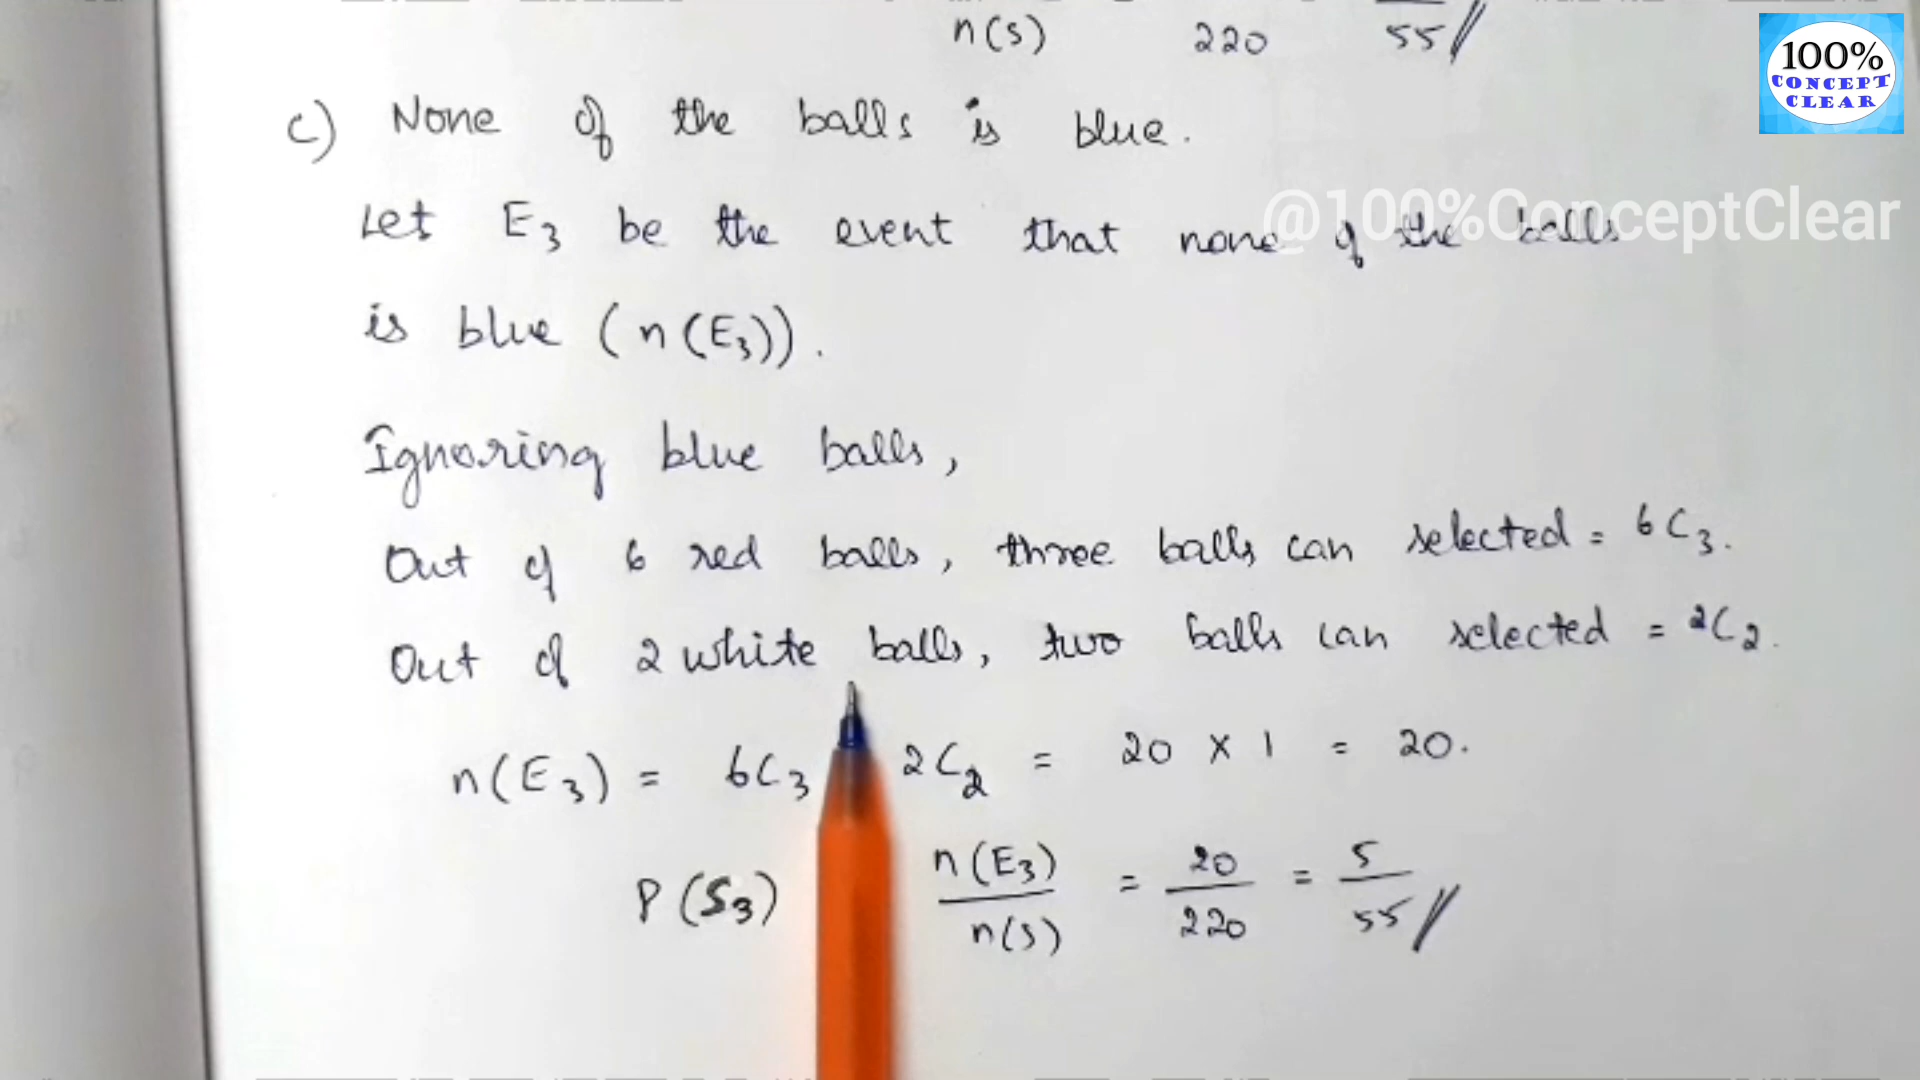 n(s) 220 55//
100%
CONCEPT
CLEAR
c) None of the balls is blue.
@100%ConceptClear
Let E3 be the event that none of the balls
is blue (n(E3)).
Ignoring blue balls,
Out of 6 red balls, three balls can selected = 6C3.
Out of 2 white balls, two balls can selected = 2C2.
n(E3) = 6C3 2C2 = 20 x 1 = 20.
P(S3) n(E3)/n(s) = 20/220 = 5/55//